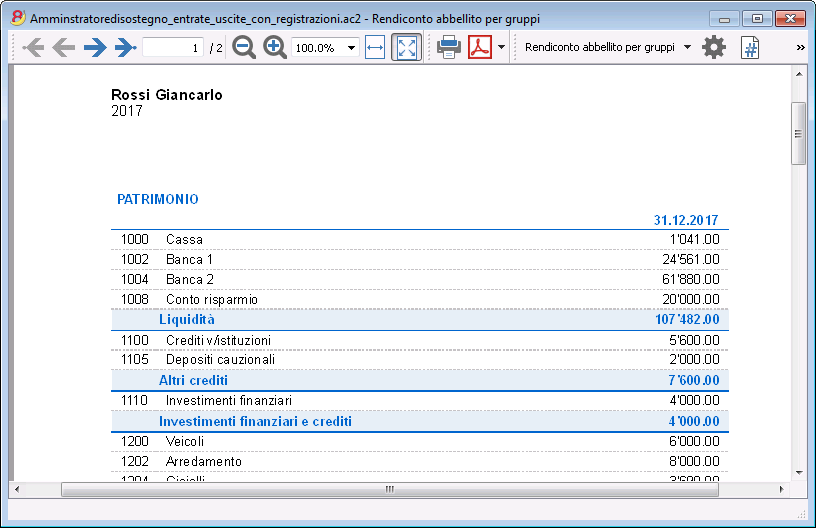 Amminstratoredisostegno_entrate_uscite_con_registrazioni.ac2 - Rendiconto abbellito per gruppi
1 / 2 100.0% Rendiconto abbellito per gruppi # »
Rossi Giancarlo
2017
PATRIMONIO
31.12.2017
1000 Cassa 1'041.00
1002 Banca 1 24'561.00
1004 Banca 2 61'880.00
1008 Conto risparmio 20'000.00
Liquidità 107'482.00
1100 Crediti v/istituzioni 5'600.00
1105 Depositi cauzionali 2'000.00
Altri crediti 7'600.00
1110 Investimenti finanziari 4'000.00
Investimenti finanziari e crediti 4'000.00
1200 Veicoli 6'000.00
1202 Arredamento 8'000.00